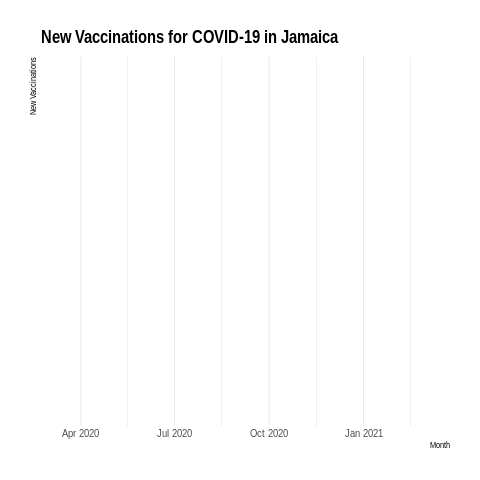 New Vaccinations for COVID-19 in Jamaica
New Vaccinations
Apr 2020
Jul 2020
Oct 2020
Jan 2021
Month